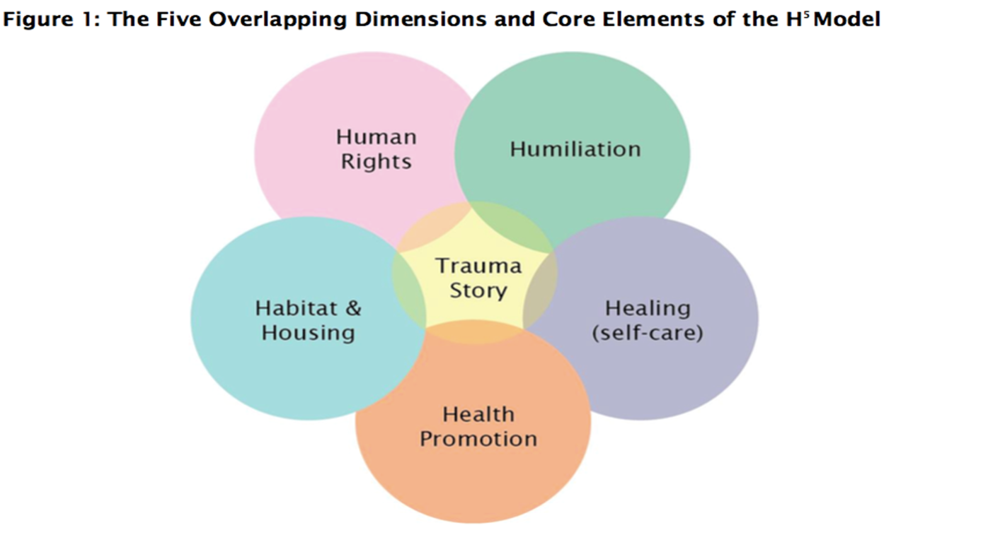 Figure 1: The Five Overlapping Dimensions and Core Elements of the H⁵ Model
Human
Rights
Humiliation
Trauma
Story
Habitat &
Housing
Healing
(self-care)
Health
Promotion